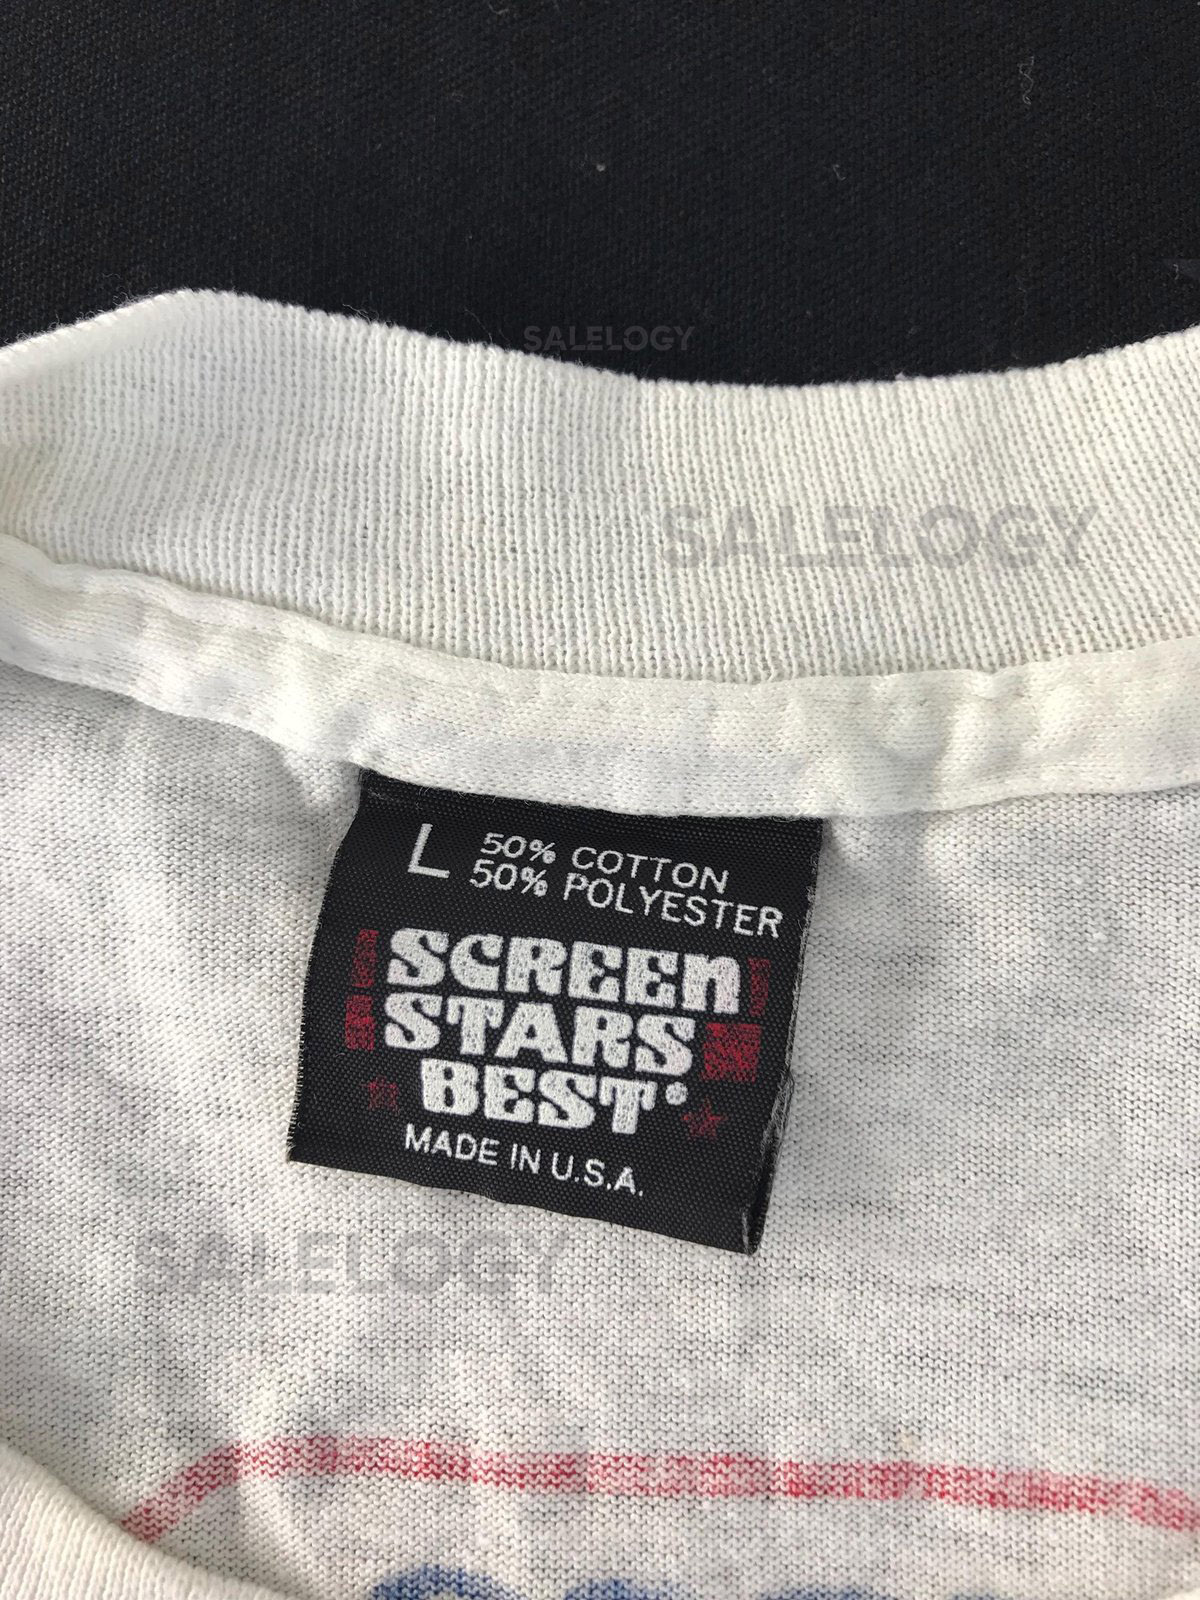 SALELOGY
SALELOGY
L 50% COTTON
50% POLYESTER
SCREEN
STARS
BEST®
MADE IN U.S.A.
SALELOGY